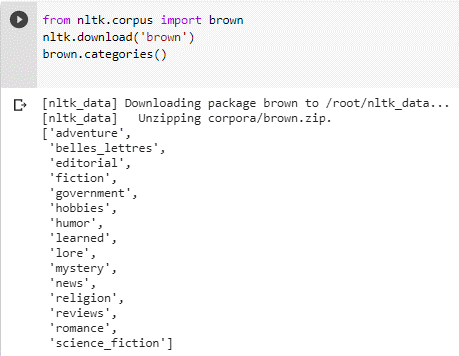 from nltk.corpus import brown
nltk.download('brown')
brown.categories()
[nltk_data] Downloading package brown to /root/nltk_data...
[nltk_data]   Unzipping corpora/brown.zip.
['adventure',
 'belles_lettres',
 'editorial',
 'fiction',
 'government',
 'hobbies',
 'humor',
 'learned',
 'lore',
 'mystery',
 'news',
 'religion',
 'reviews',
 'romance',
 'science_fiction']